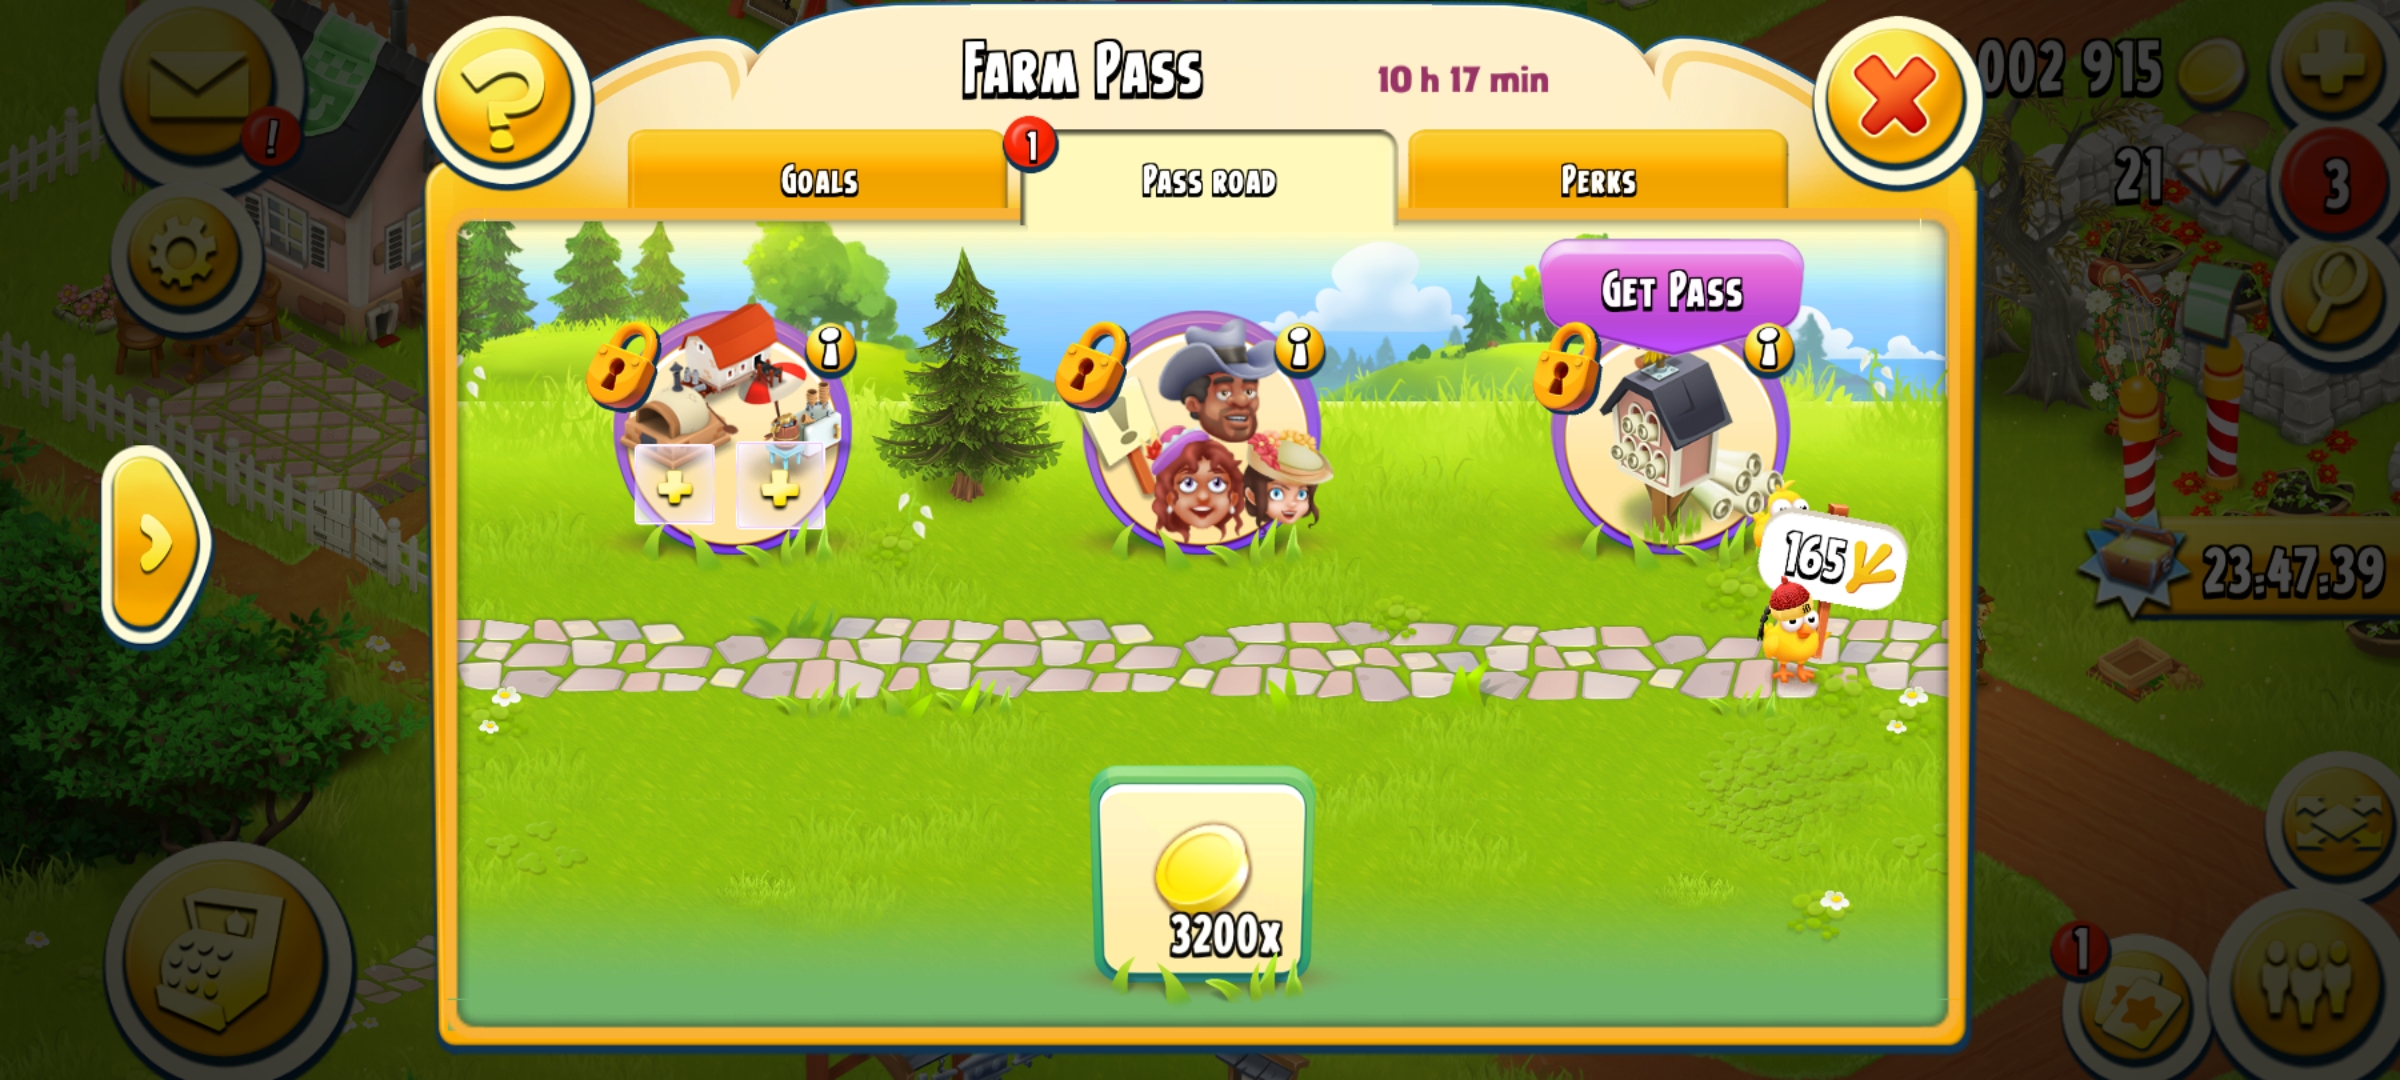 FARM PASS
10 h 17 min
002 915
!
1
GOALS
PASS ROAD
PERKS
21
3
GET PASS
165
23:47:39
3200x
1